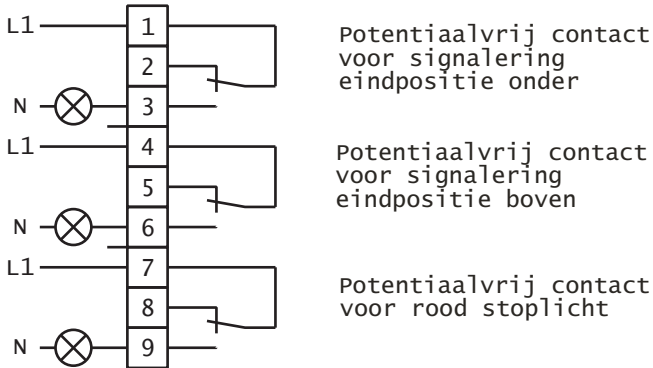 L1 1
2
N 3
Potentiaalvrij contact
voor signalering
eindpositie onder
L1 4
5
N 6
Potentiaalvrij contact
voor signalering
eindpositie boven
L1 7
8
N 9
Potentiaalvrij contact
voor rood stoplicht